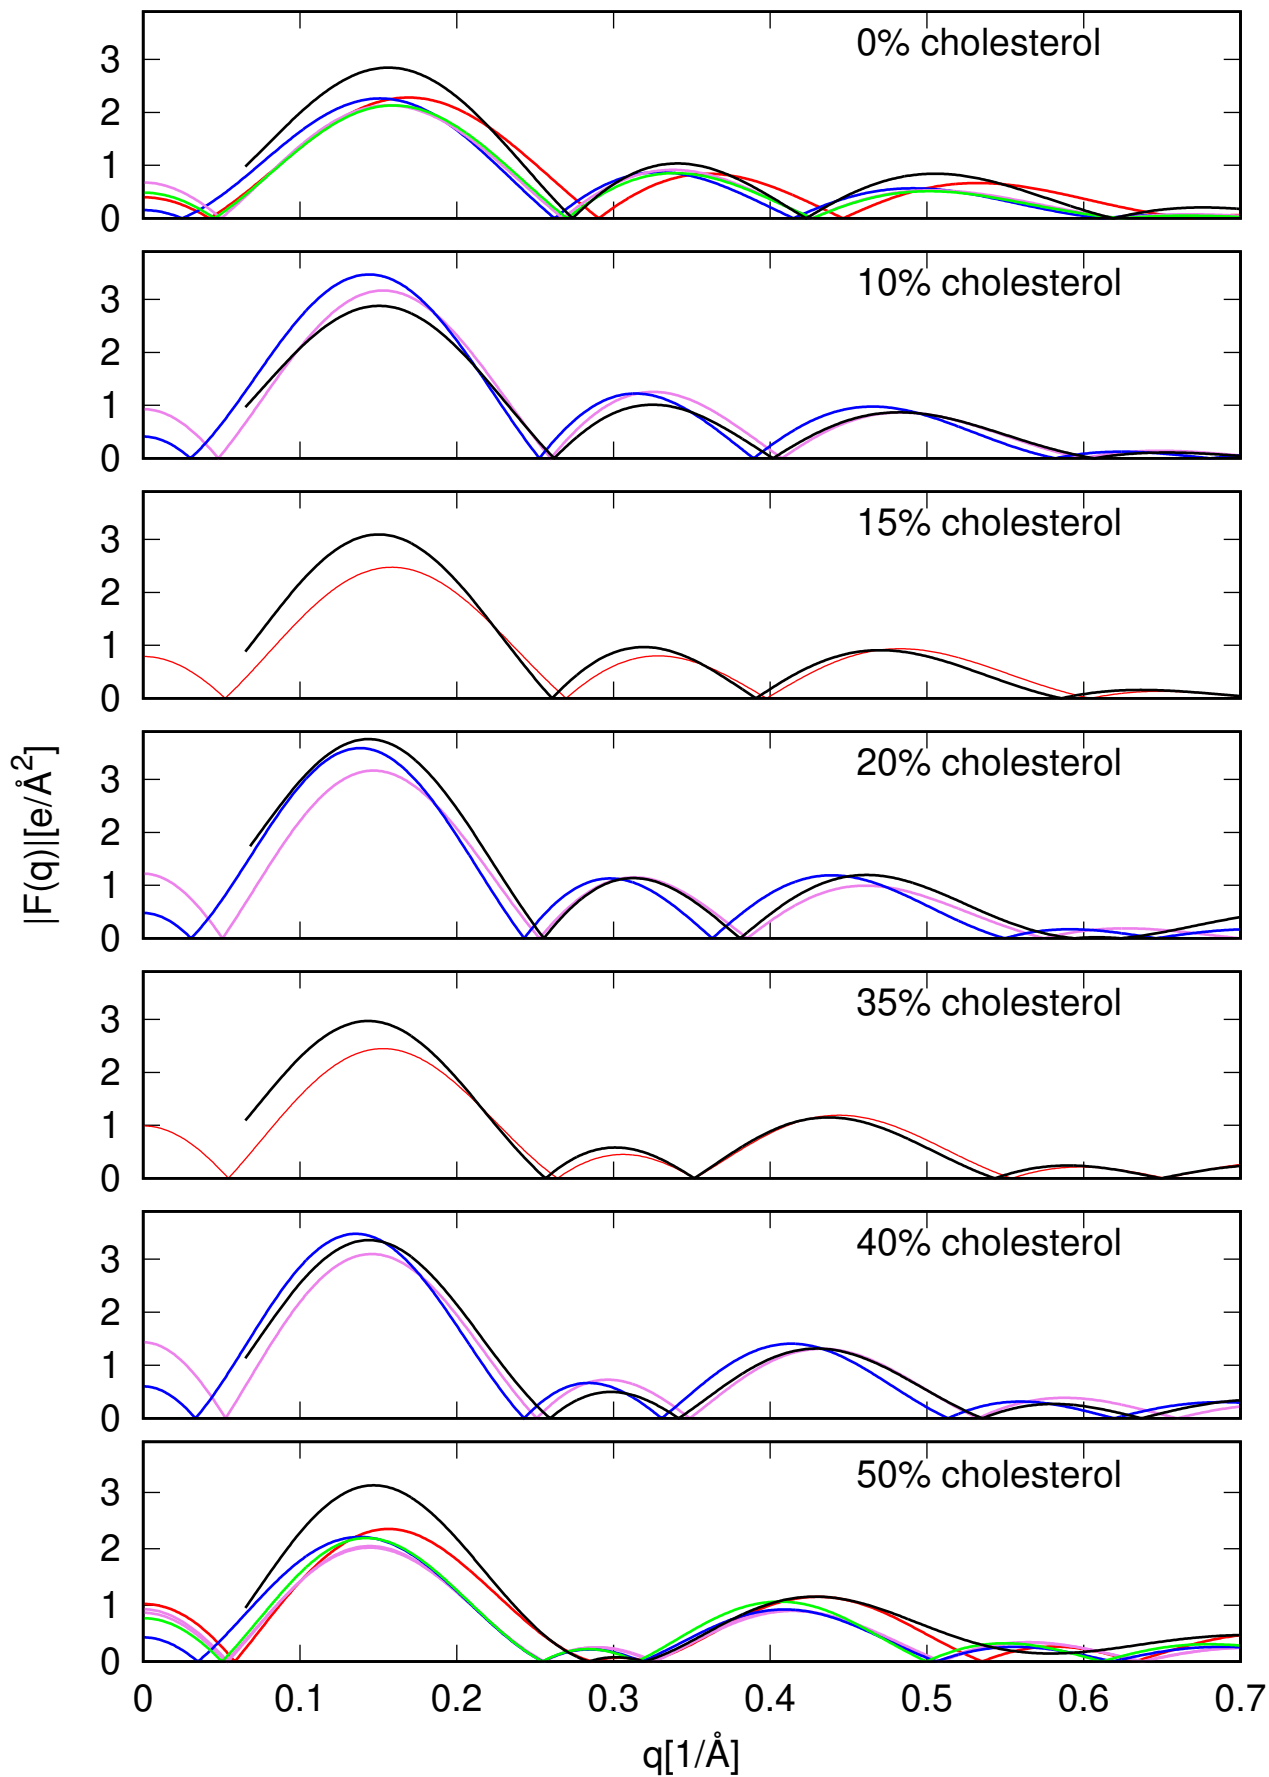 0% cholesterol
3
2
1
0
10% cholesterol
3
2
1
0
15% cholesterol
3
2
1
0
20% cholesterol
3
2
1
0
|F(q)|[e/Å²]
35% cholesterol
3
2
1
0
40% cholesterol
3
2
1
0
50% cholesterol
3
2
1
0
0 0.1 0.2 0.3 0.4 0.5 0.6 0.7
q[1/Å]